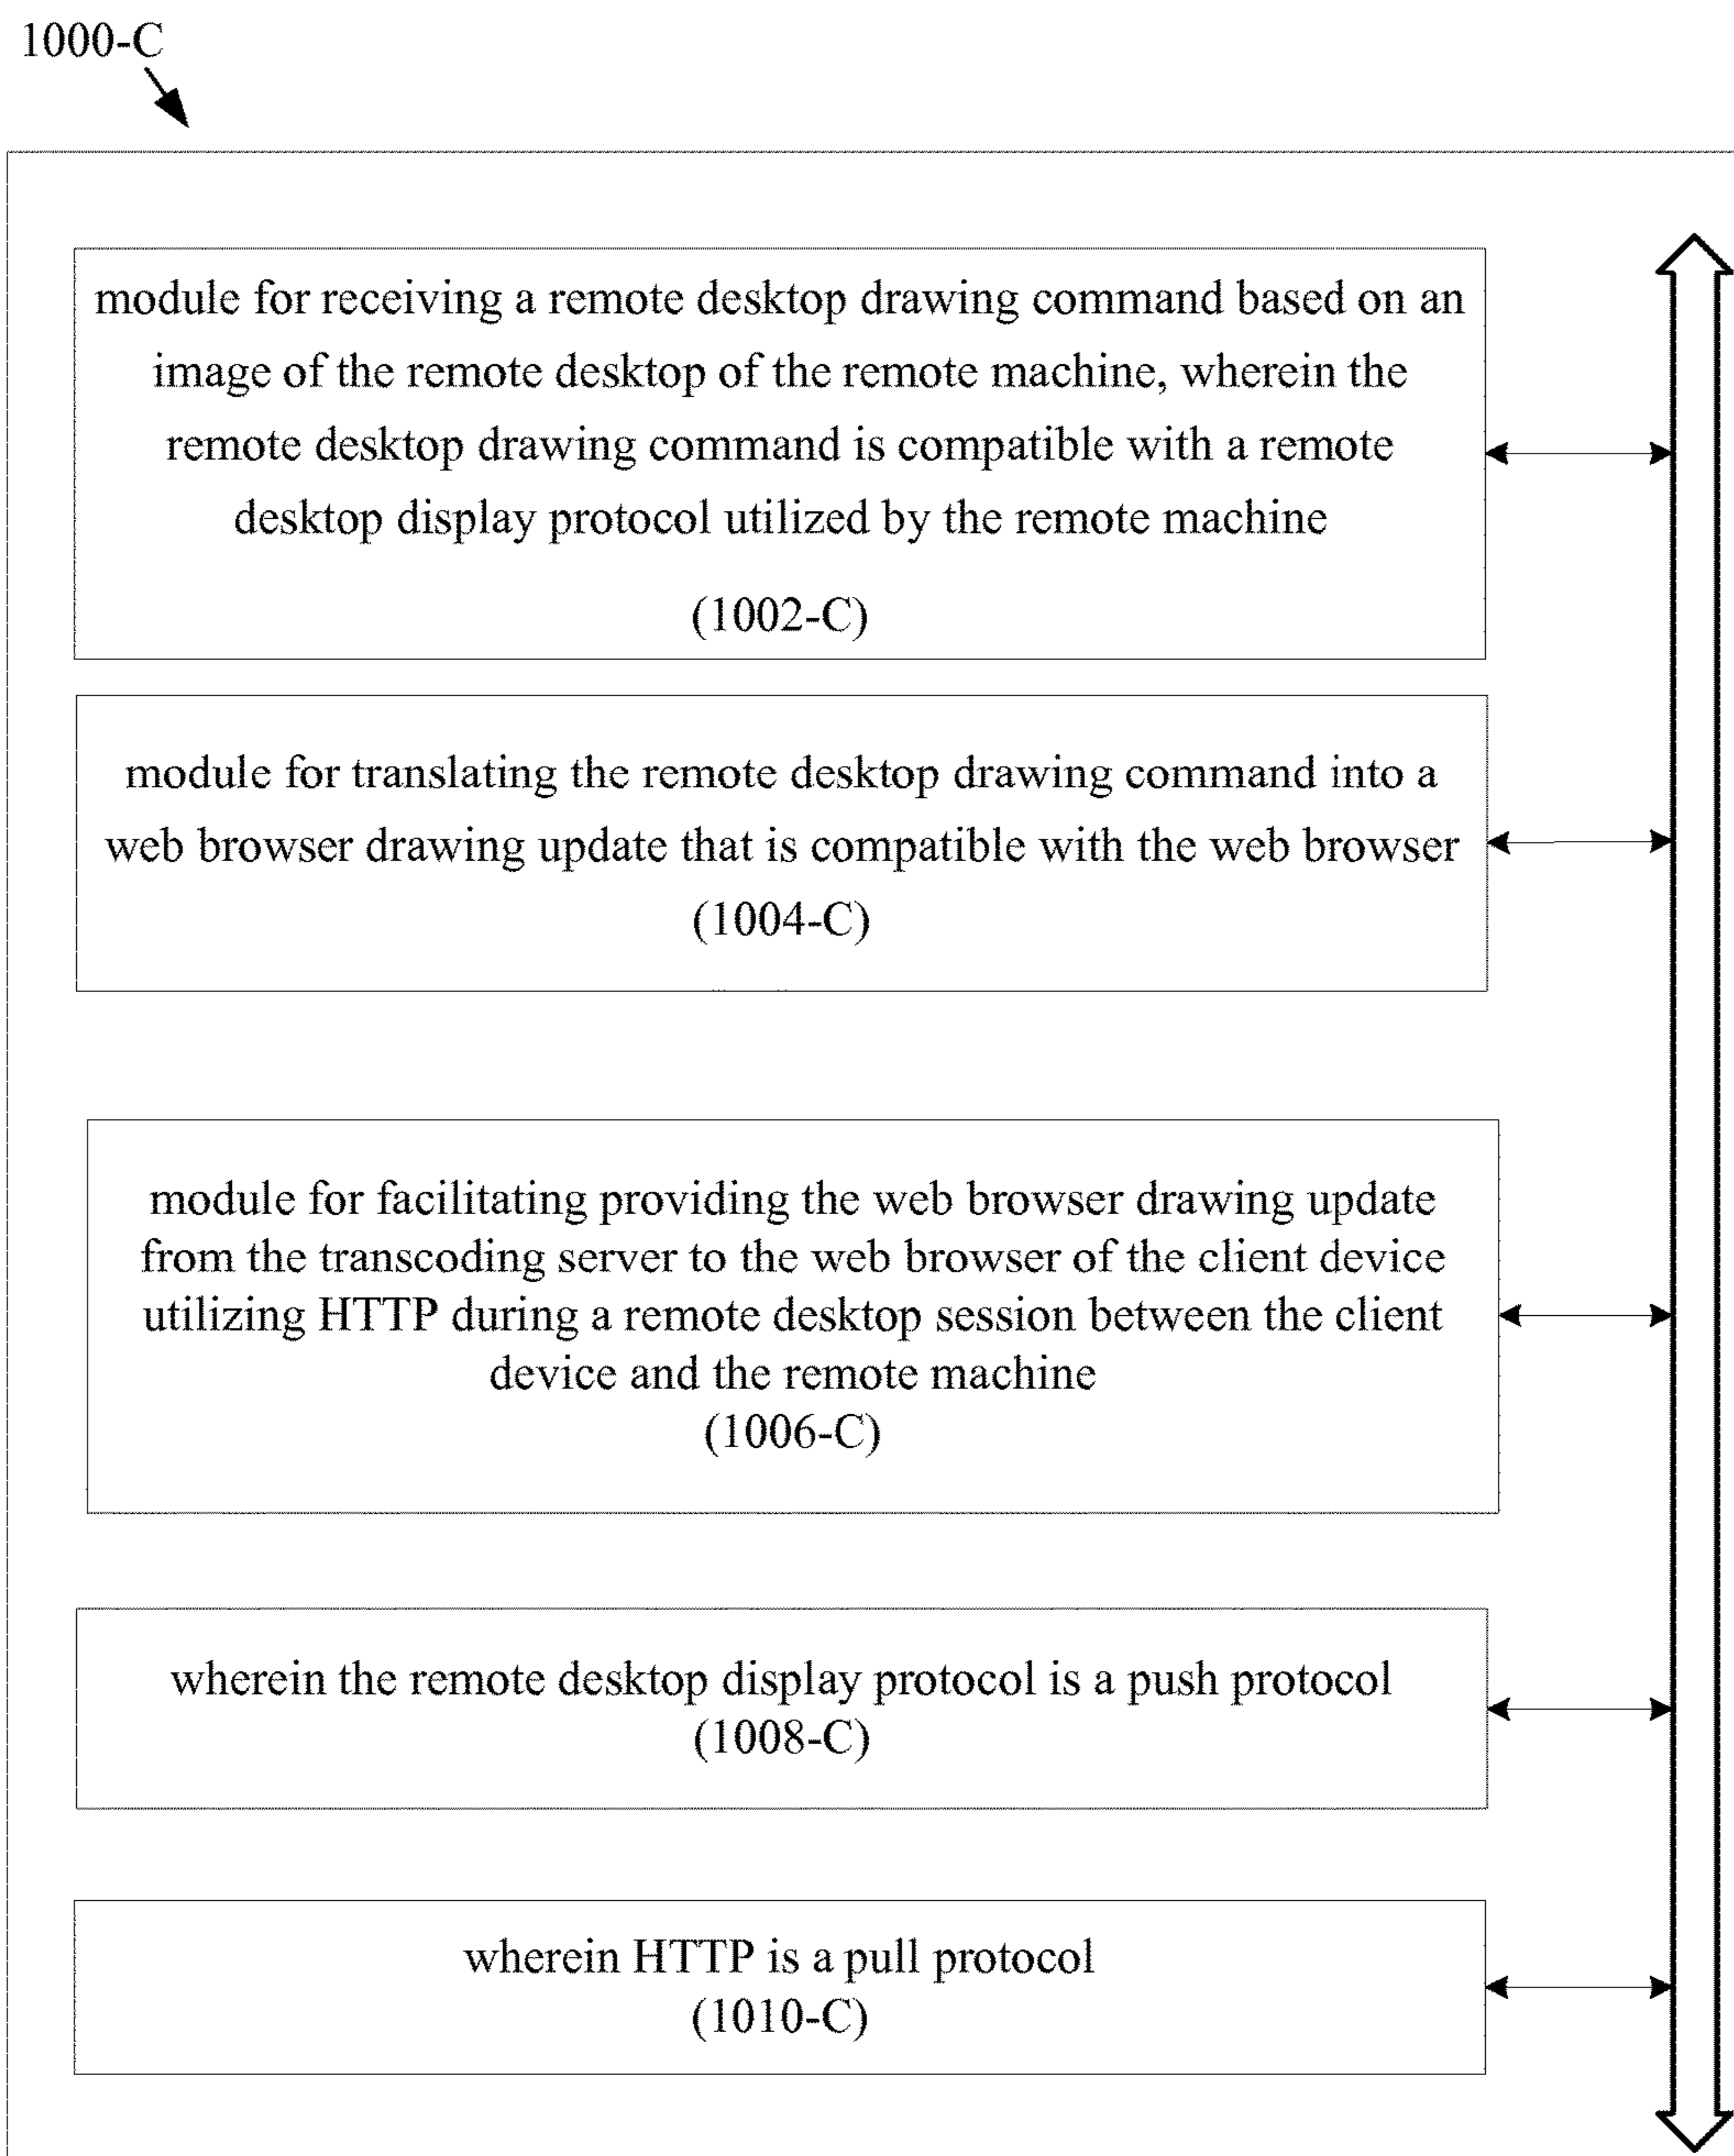 1000-C
module for receiving a remote desktop drawing command based on an
image of the remote desktop of the remote machine, wherein the
remote desktop drawing command is compatible with a remote
desktop display protocol utilized by the remote machine
(1002-C)
module for translating the remote desktop drawing command into a
web browser drawing update that is compatible with the web browser
(1004-C)
module for facilitating providing the web browser drawing update
from the transcoding server to the web browser of the client device
utilizing HTTP during a remote desktop session between the client
device and the remote machine
(1006-C)
wherein the remote desktop display protocol is a push protocol
(1008-C)
wherein HTTP is a pull protocol
(1010-C)